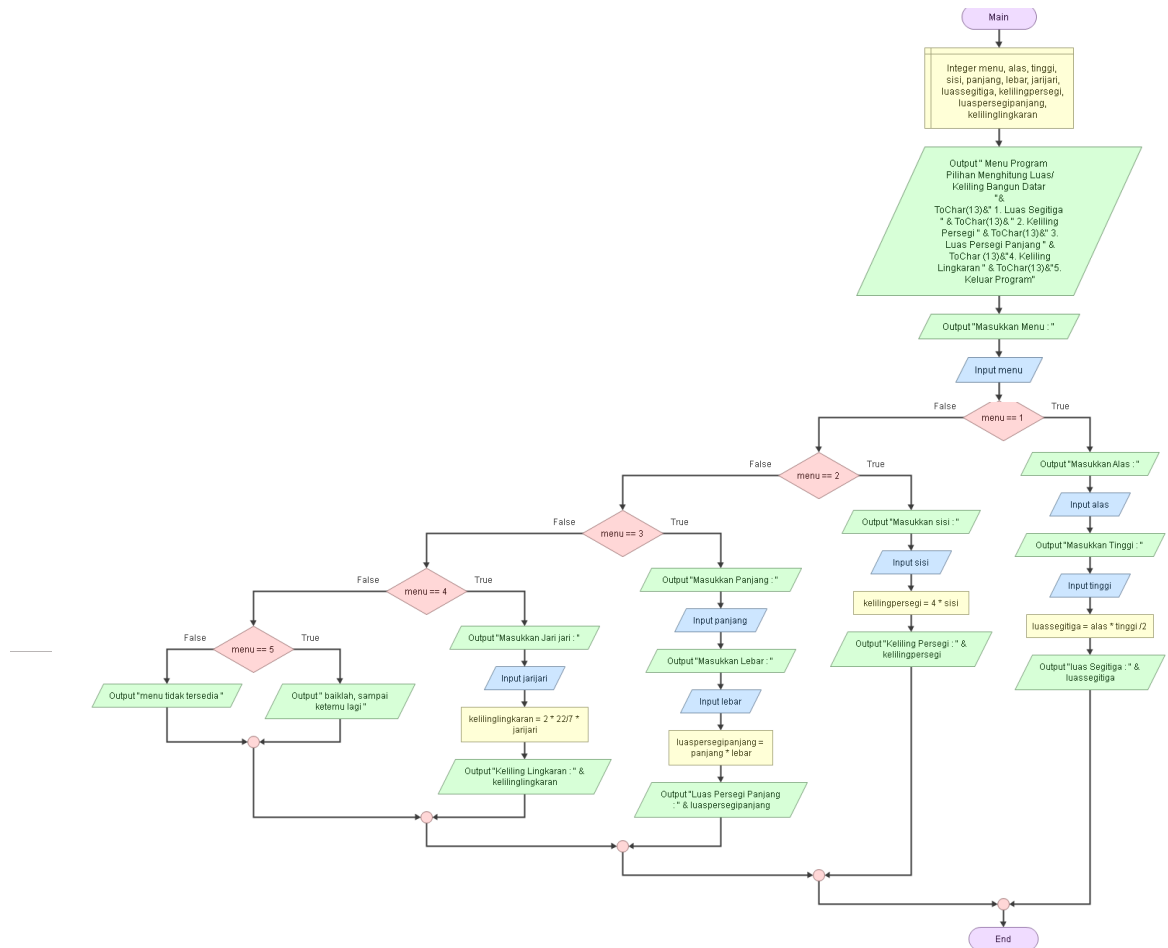 Main
Integer menu, alas, tinggi,
sisi, panjang, lebar, jarijari,
luassegitiga, kelilingpersegi,
luaspersegipanjang,
kelilinglingkaran
Output " Menu Program
Pilihan Menghitung Luas/
Keliling Bangun Datar
"&
ToChar(13)&" 1. Luas Segitiga
" & ToChar(13)& " 2. Keliling
Persegi " & ToChar(13)&" 3.
Luas Persegi Panjang " &
ToChar (13)&"4. Keliling
Lingkaran " & ToChar(13)&"5.
Keluar Program"
Output "Masukkan Menu : "
Input menu
False
True
menu == 1
Output "Masukkan Alas : "
Input alas
Output "Masukkan Tinggi : "
Input tinggi
luassegitiga = alas * tinggi /2
Output "luas Segitiga : " &
luassegitiga
False
True
menu == 2
Output "Masukkan sisi : "
Input sisi
kelilingpersegi = 4 * sisi
Output "Keliling Persegi : " &
kelilingpersegi
False
True
menu == 3
Output "Masukkan Panjang : "
Input panjang
Output "Masukkan Lebar : "
Input lebar
luaspersegipanjang =
panjang * lebar
Output "Luas Persegi Panjang
: " & luaspersegipanjang
False
True
menu == 4
Output "Masukkan Jari jari : "
Input jarijari
kelilinglingkaran = 2 * 22/7 *
jarijari
Output "Keliling Lingkaran : " &
kelilinglingkaran
False
True
menu == 5
Output "menu tidak tersedia "
Output " baiklah, sampai
ketemu lagi "
End